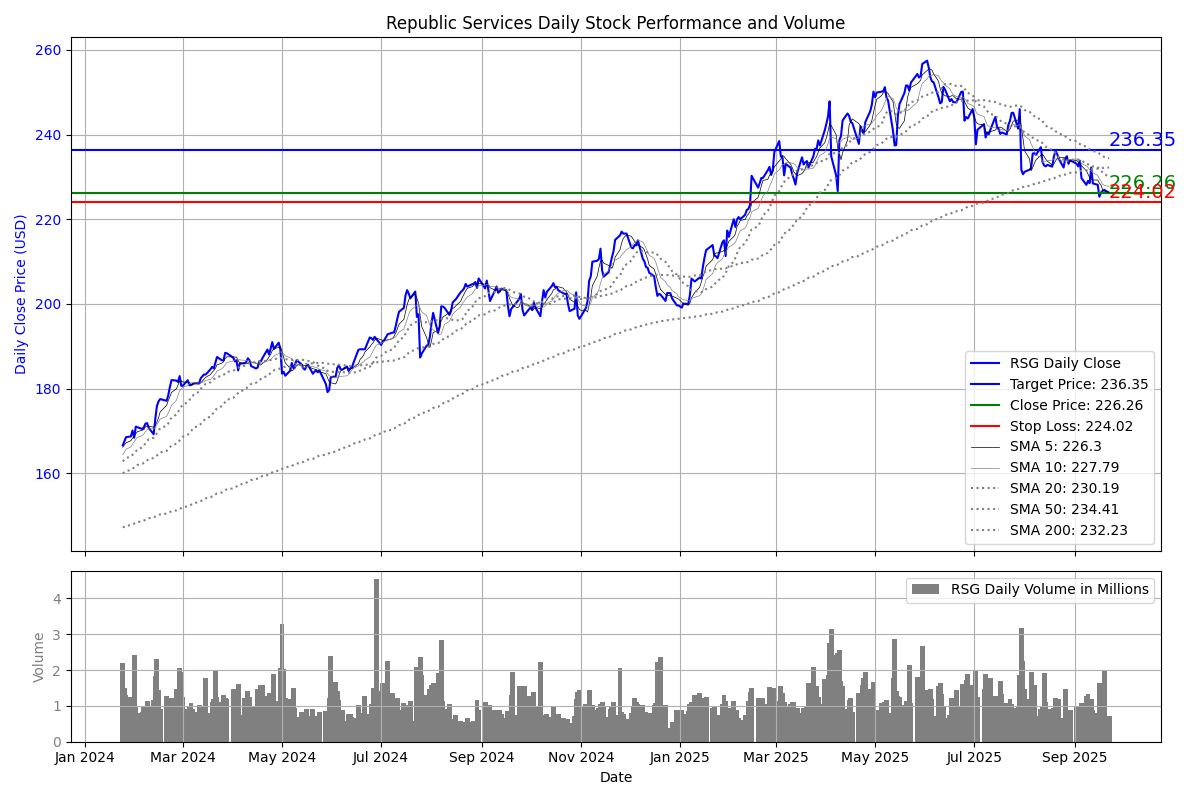 Republic Services Daily Stock Performance and Volume
260
240
220
200
180
160
Daily Close Price (USD)
236.35
226.26
224.02
RSG Daily Close
Target Price: 236.35
Close Price: 226.26
Stop Loss: 224.02
SMA 5: 226.3
SMA 10: 227.79
SMA 20: 230.19
SMA 50: 234.41
SMA 200: 232.23
RSG Daily Volume in Millions
4
3
2
1
0
Volume
Jan 2024
Mar 2024
May 2024
Jul 2024
Sep 2024
Nov 2024
Jan 2025
Mar 2025
May 2025
Jul 2025
Sep 2025
Date